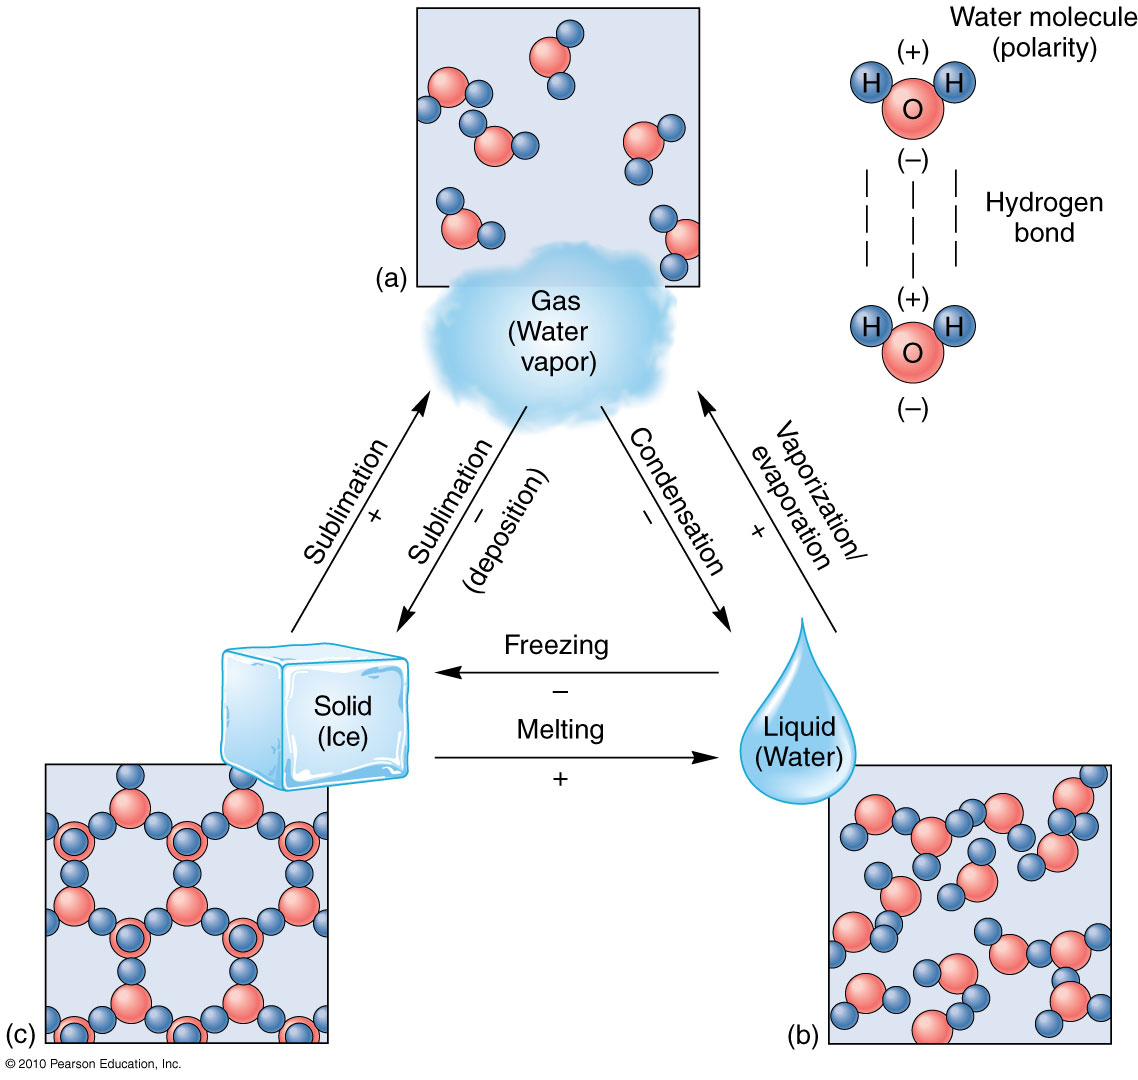 Water molecule
(polarity)
(+)
H
H
O
(–)
Hydrogen
bond
(+)
H
H
O
(–)
(a)
Gas
(Water
vapor)
Sublimation
+
Sublimation
–
(deposition)
Condensation
–
Vaporization/
evaporation
+
Freezing
–
Melting
+
Solid
(Ice)
Liquid
(Water)
(c)
(b)
© 2010 Pearson Education, Inc.